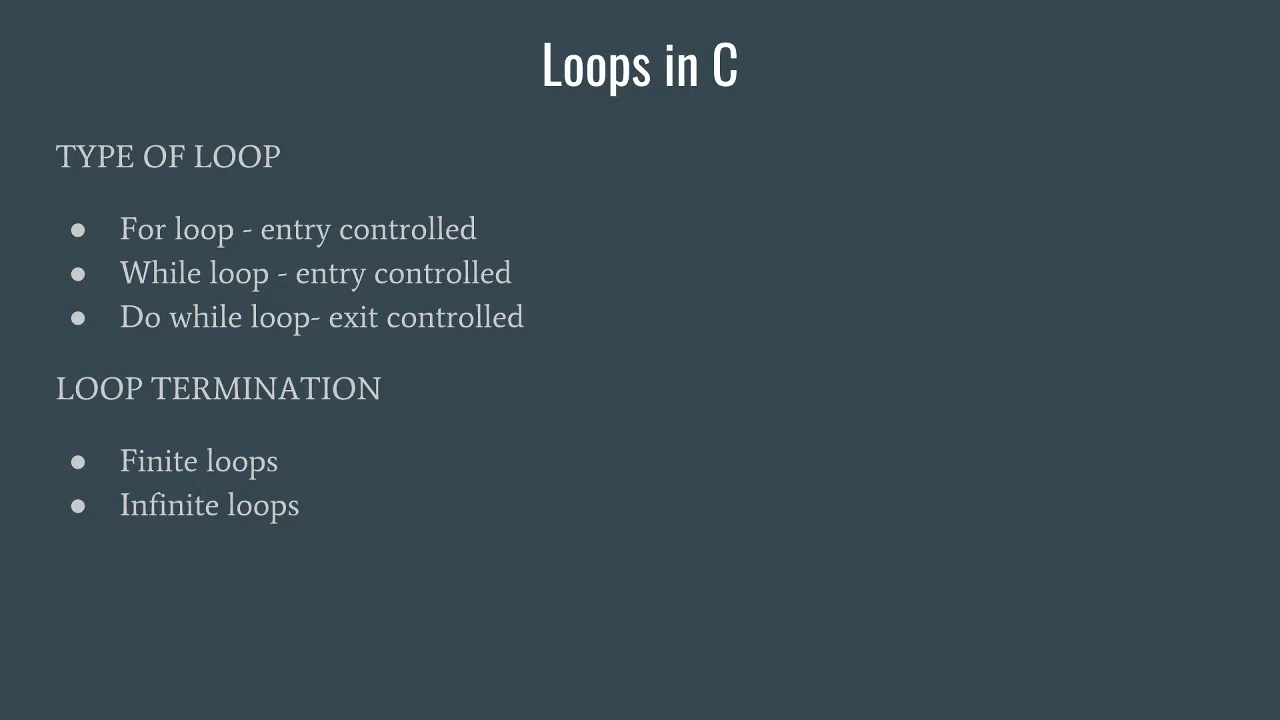 Loops in C
TYPE OF LOOP
● For loop - entry controlled
● While loop - entry controlled
● Do while loop- exit controlled
LOOP TERMINATION
● Finite loops
● Infinite loops